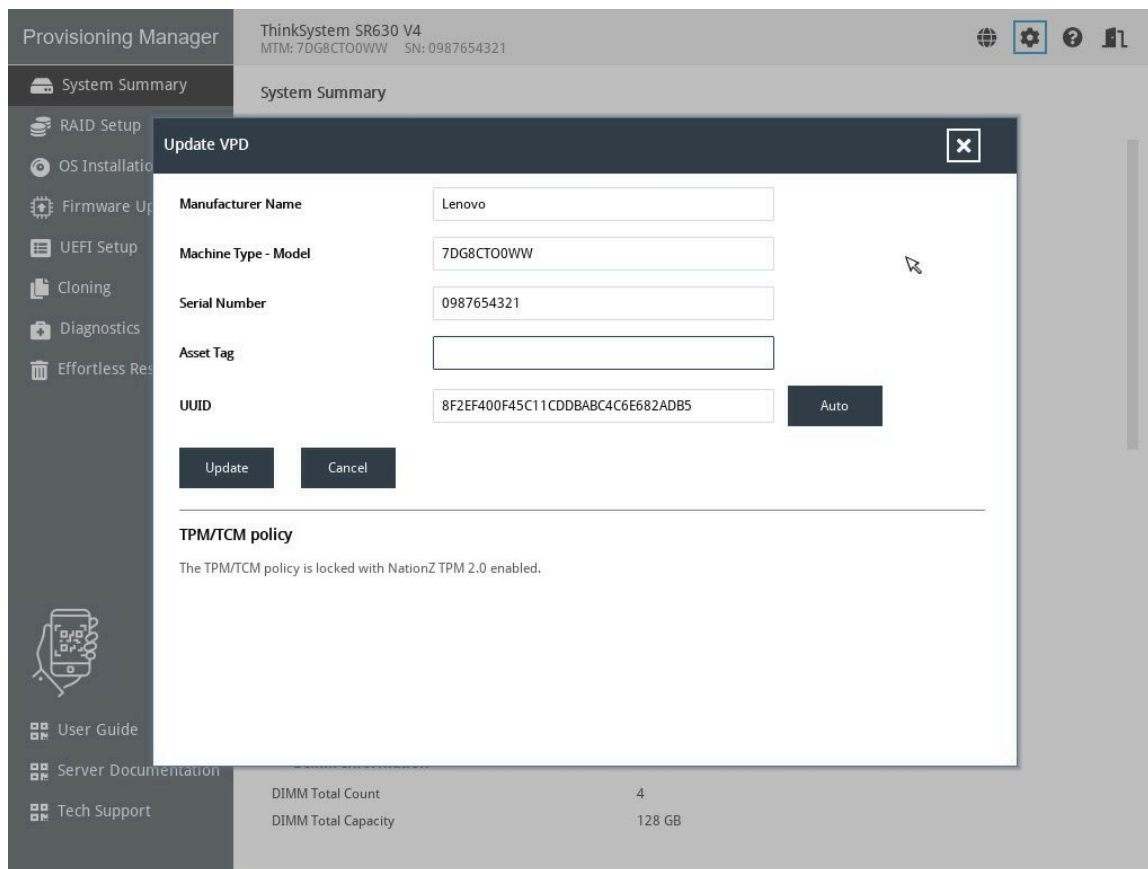 Provisioning Manager
ThinkSystem SR630 V4
MTM: 7DG8CTO0WW SN: 0987654321
System Summary
RAID Setup
OS Installatio
Firmware Up
UEFI Setup
Cloning
Diagnostics
Effortless Res
User Guide
Server Documentation
Tech Support
System Summary
Update VPD
Manufacturer Name Lenovo
Machine Type - Model 7DG8CTO0WW
Serial Number 0987654321
Asset Tag
UUID 8F2EF400F45C11CDDBABC4C6E682ADB5 Auto
Update Cancel
TPM/TCM policy
The TPM/TCM policy is locked with NationZ TPM 2.0 enabled.
DIMM Total Count 4
DIMM Total Capacity 128 GB